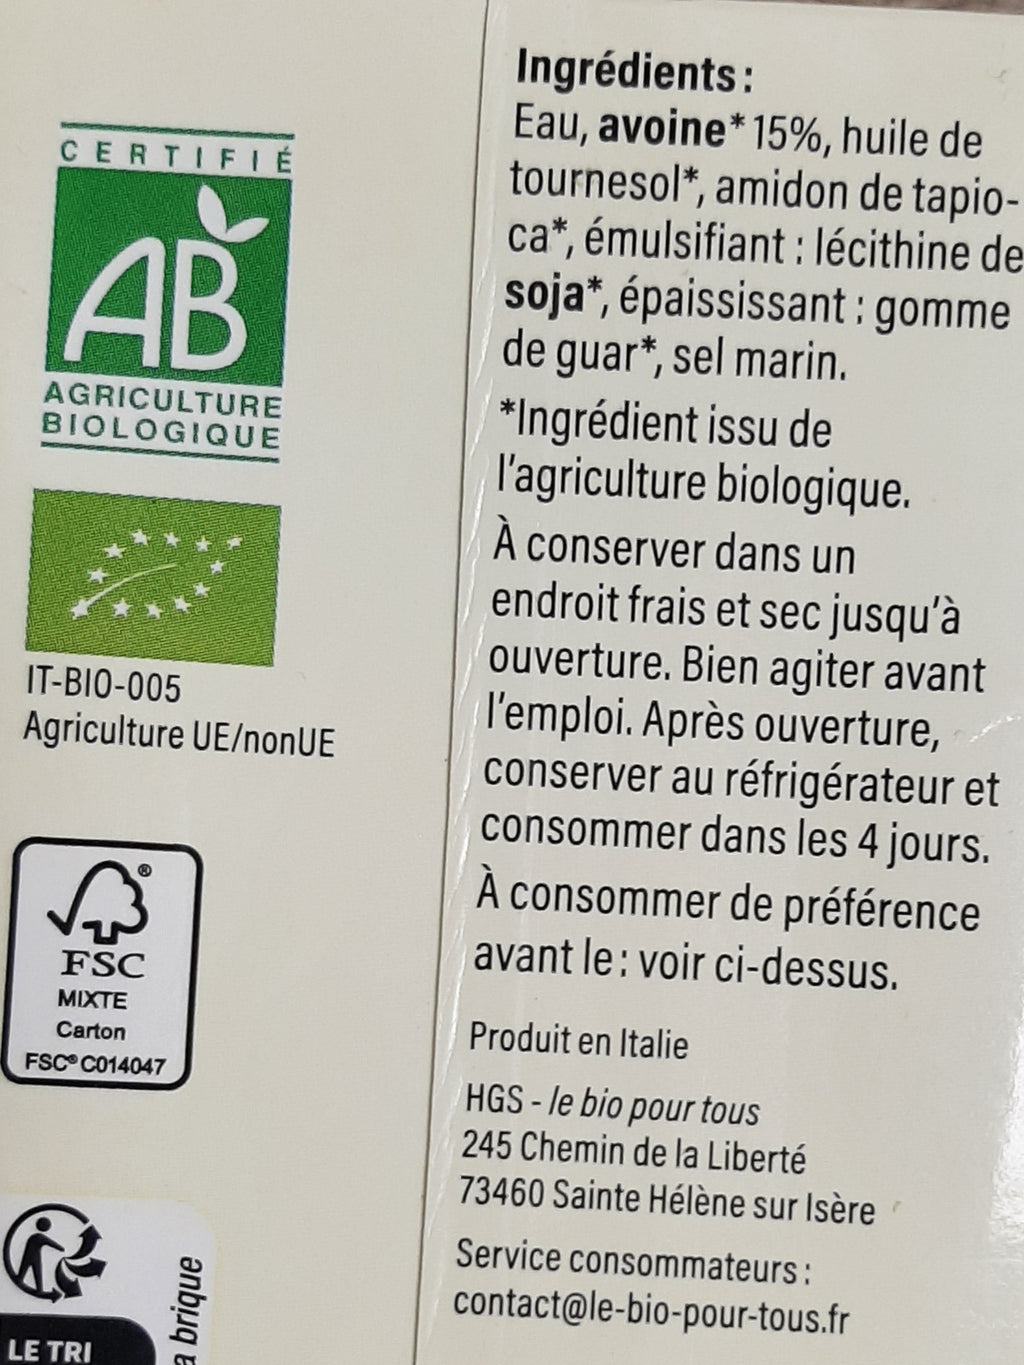 CERTIFIÉ
AB
AGRICULTURE
BIOLOGIQUE
IT-BIO-005
Agriculture UE/nonUE
®
FSC
MIXTE
Carton
FSC® C014047
LE TRI
a brique
Ingrédients :
Eau, avoine* 15%, huile de
tournesol*, amidon de tapio-
ca*, émulsifiant : lécithine de
soja*, épaississant : gomme
de guar*, sel marin.
*Ingrédient issu de
l'agriculture biologique.
À conserver dans un
endroit frais et sec jusqu'à
ouverture. Bien agiter avant
l'emploi. Après ouverture,
conserver au réfrigérateur et
consommer dans les 4 jours.
À consommer de préférence
avant le : voir ci-dessus.
Produit en Italie
HGS - le bio pour tous
245 Chemin de la Liberté
73460 Sainte Hélène sur Isère
Service consommateurs :
contact@le-bio-pour-tous.fr